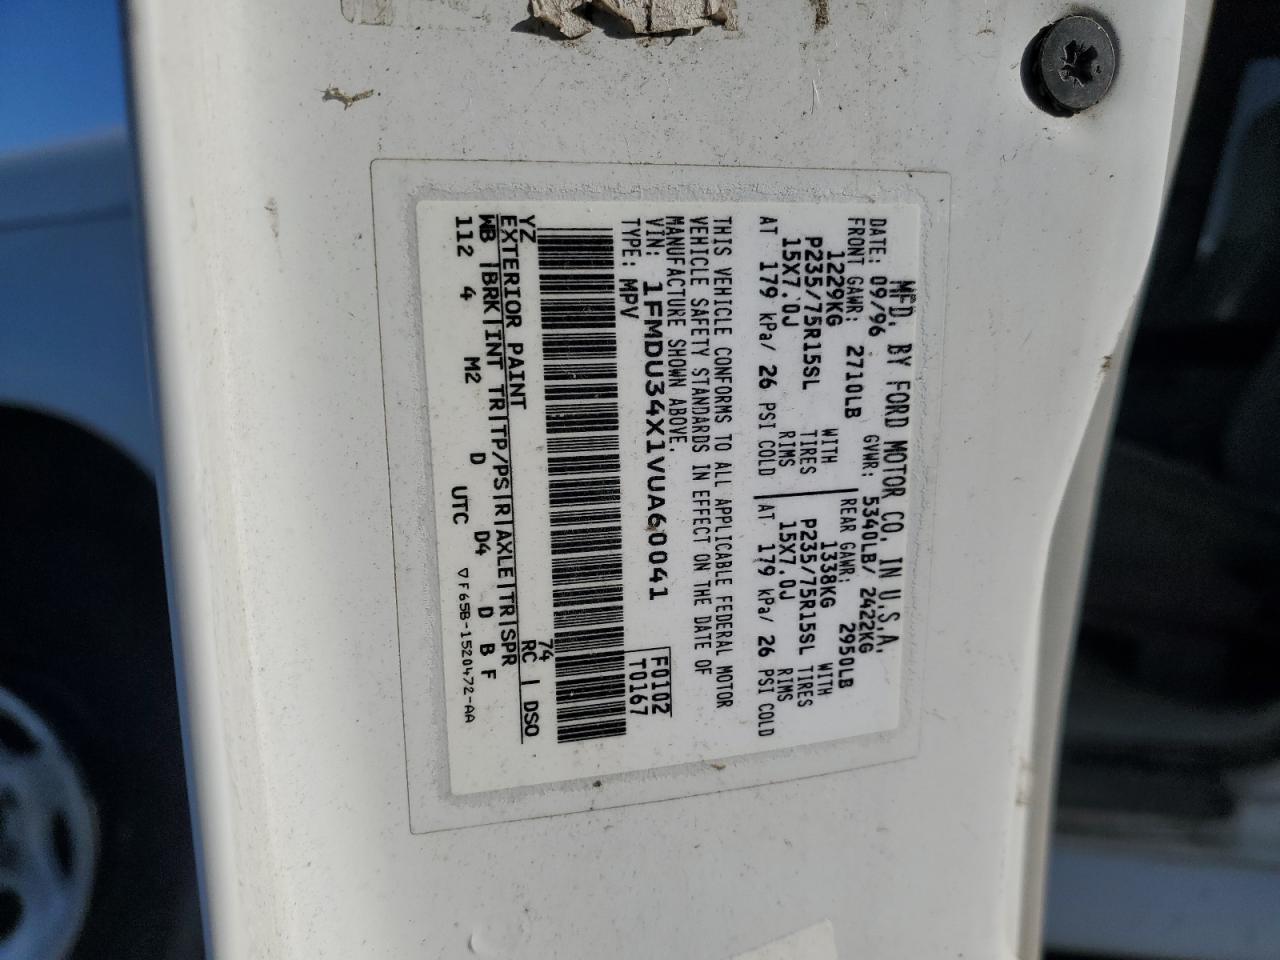 MFD. BY FORD MOTOR CO. IN U.S.A.
DATE: 09/96 GVWR: 5340LB/ 2422KG
FRONT GAWR: 2710LB REAR GAWR: 2950LB
1229KG WITH 1338KG WITH
P235/75R15SL TIRES P235/75R15SL TIRES
15X7.0J RIMS 15X7.0J RIMS
AT 179 kPa/ 26 PSI COLD AT 179 kPa/ 26 PSI COLD
THIS VEHICLE CONFORMS TO ALL APPLICABLE FEDERAL MOTOR
VEHICLE SAFETY STANDARDS IN EFFECT ON THE DATE OF
MANUFACTURE SHOWN ABOVE.
VIN: 1FMDU34X1VUA60041 F0102
TYPE: MPV T0167
74
YZ RC | DSO
EXTERIOR PAINT
WB |BRK|INT TR|TP/PS|R|AXLE|TR|SPR
112 4 M2 D D4 D B F
UTC ▽F65B-1520472-AA